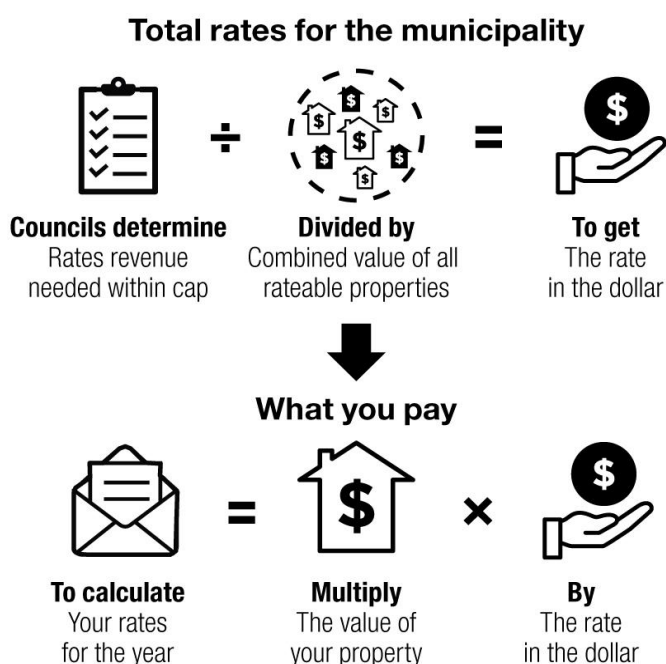 Total rates for the municipality
÷
=
$
$ $ $ $ $ $ $
Councils determine
Rates revenue
needed within cap
Divided by
Combined value of all
rateable properties
To get
The rate
in the dollar
What you pay
=
$
×
$
To calculate
Your rates
for the year
Multiply
The value of
your property
By
The rate
in the dollar